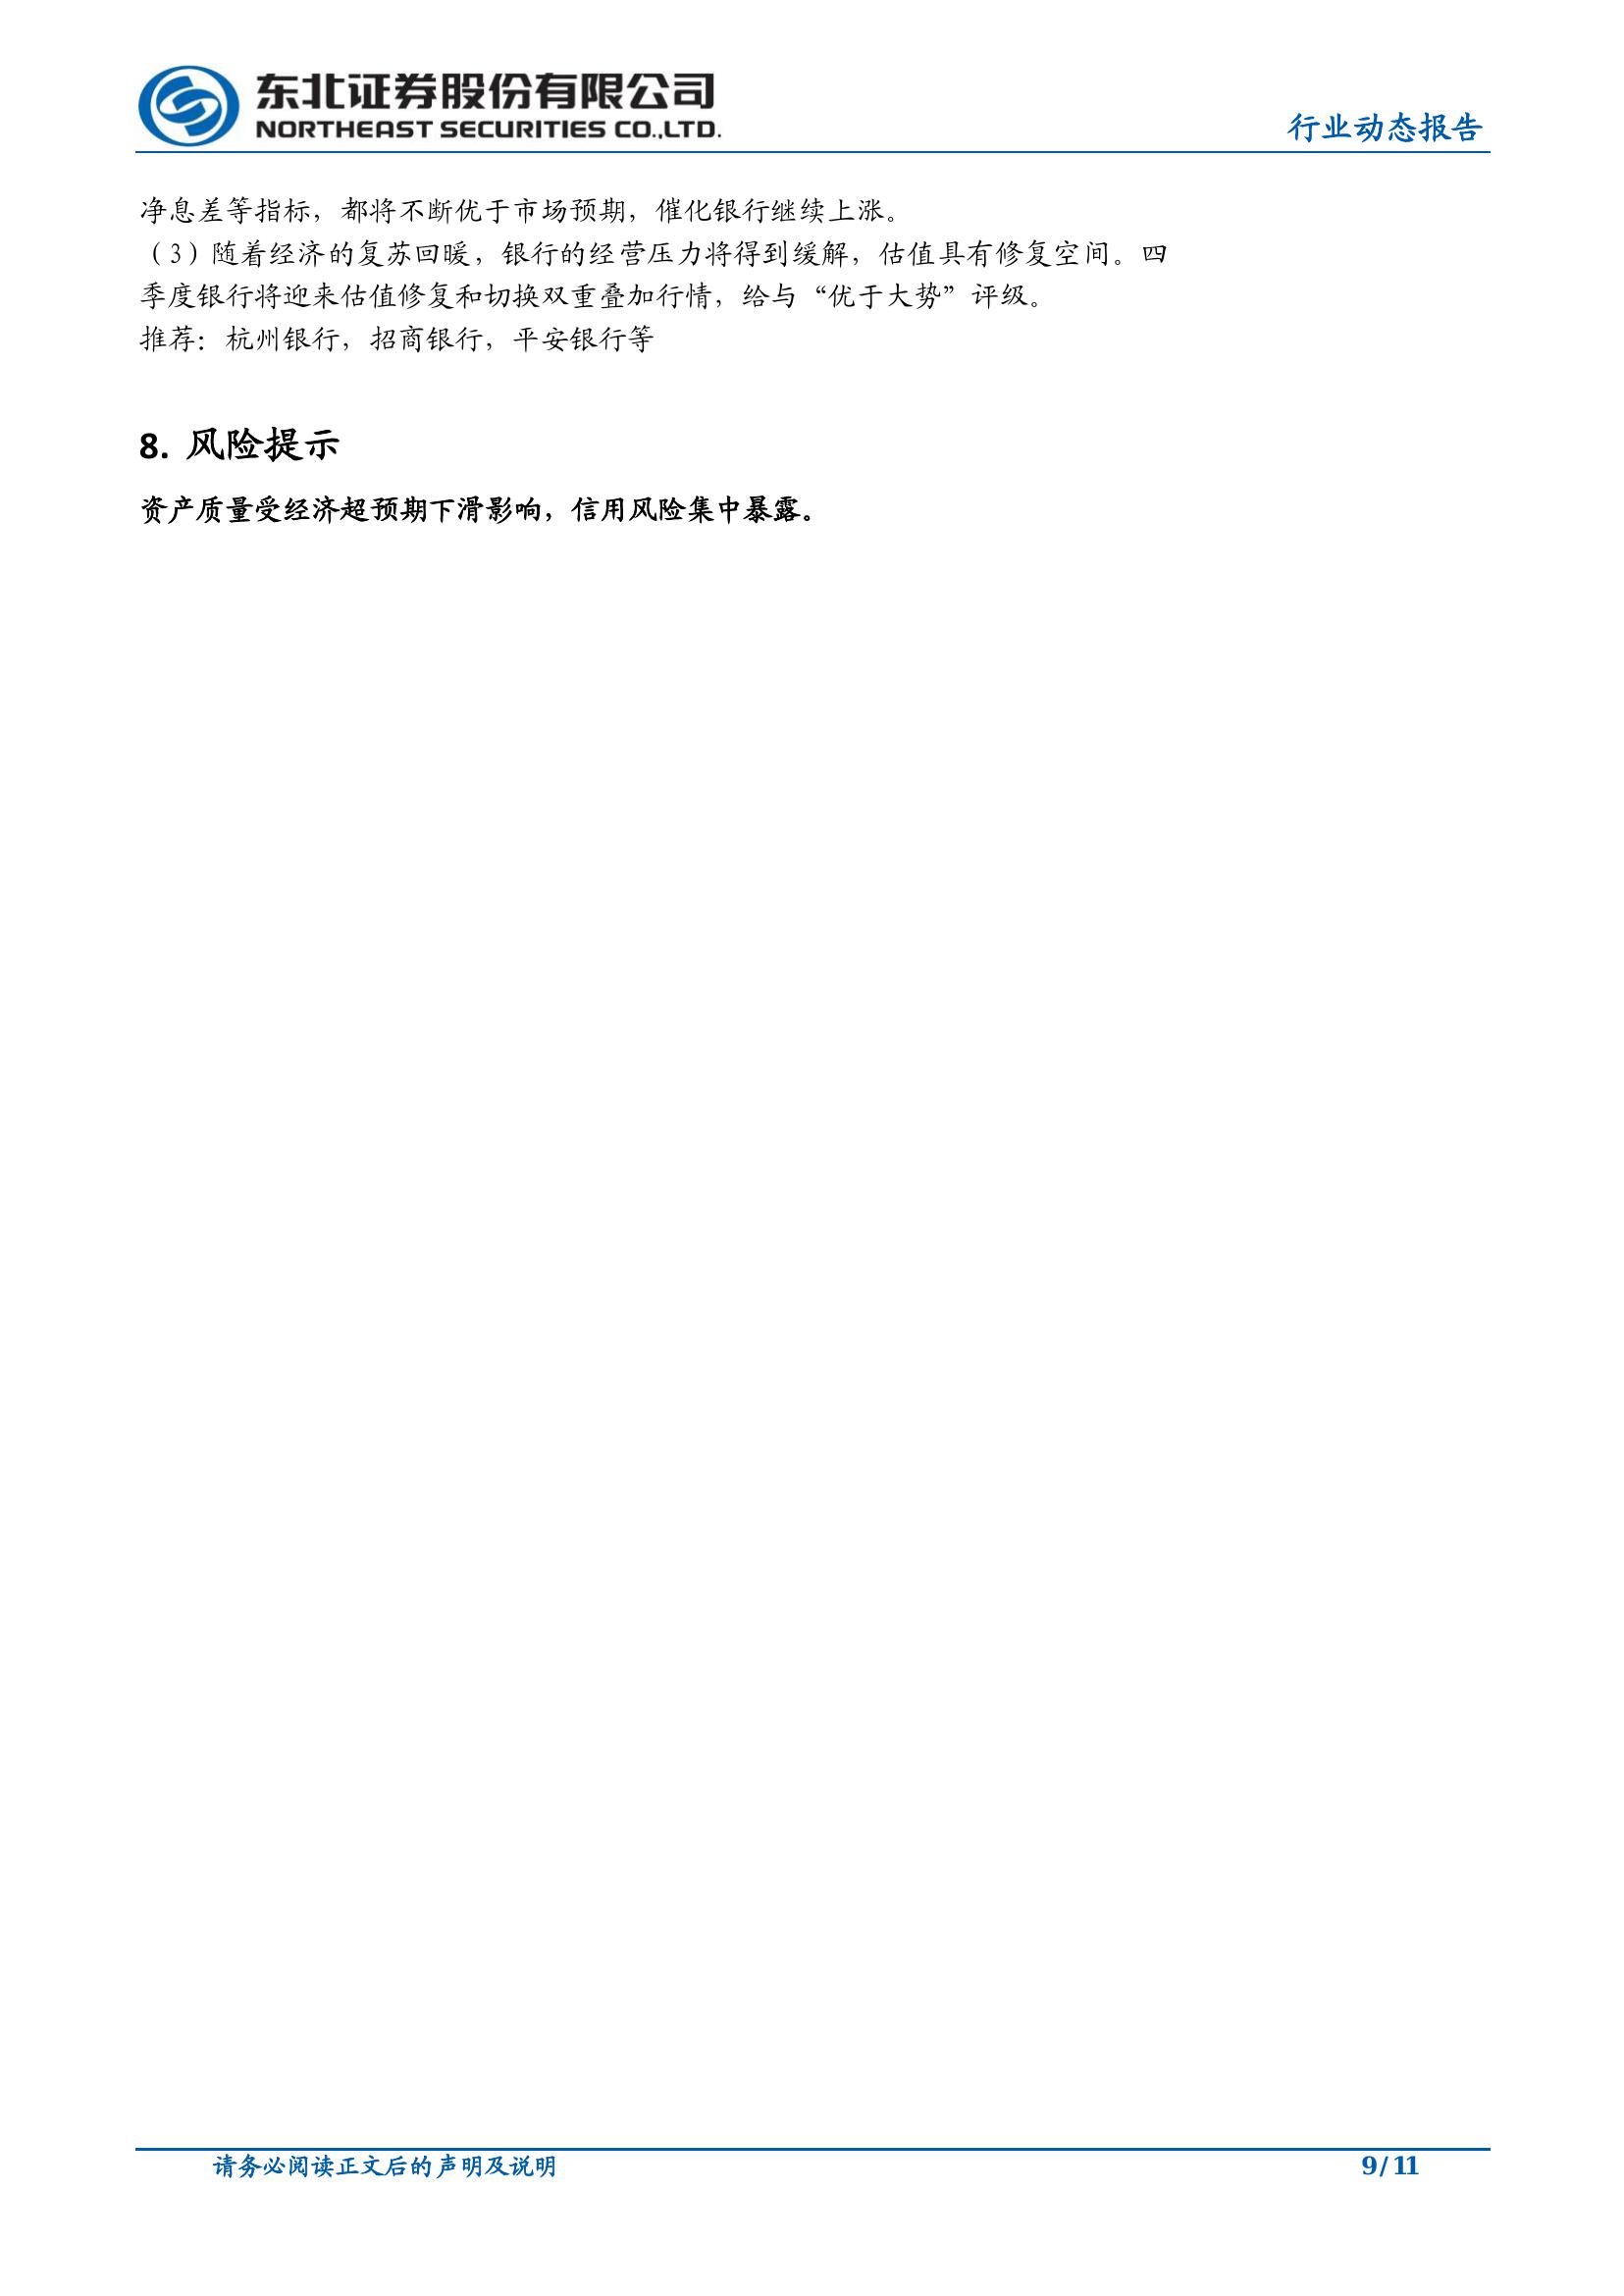 东北证券股份有限公司
NORTHEAST SECURITIES CO.,LTD.
行业动态报告
净息差等指标，都将不断优于市场预期，催化银行继续上涨。
（3）随着经济的复苏回暖，银行的经营压力将得到缓解，估值具有修复空间。四
季度银行将迎来估值修复和切换双重叠加行情，给与“优于大势”评级。
推荐：杭州银行，招商银行，平安银行等
8. 风险提示
资产质量受经济超预期下滑影响，信用风险集中暴露。
请务必阅读正文后的声明及说明
9/11